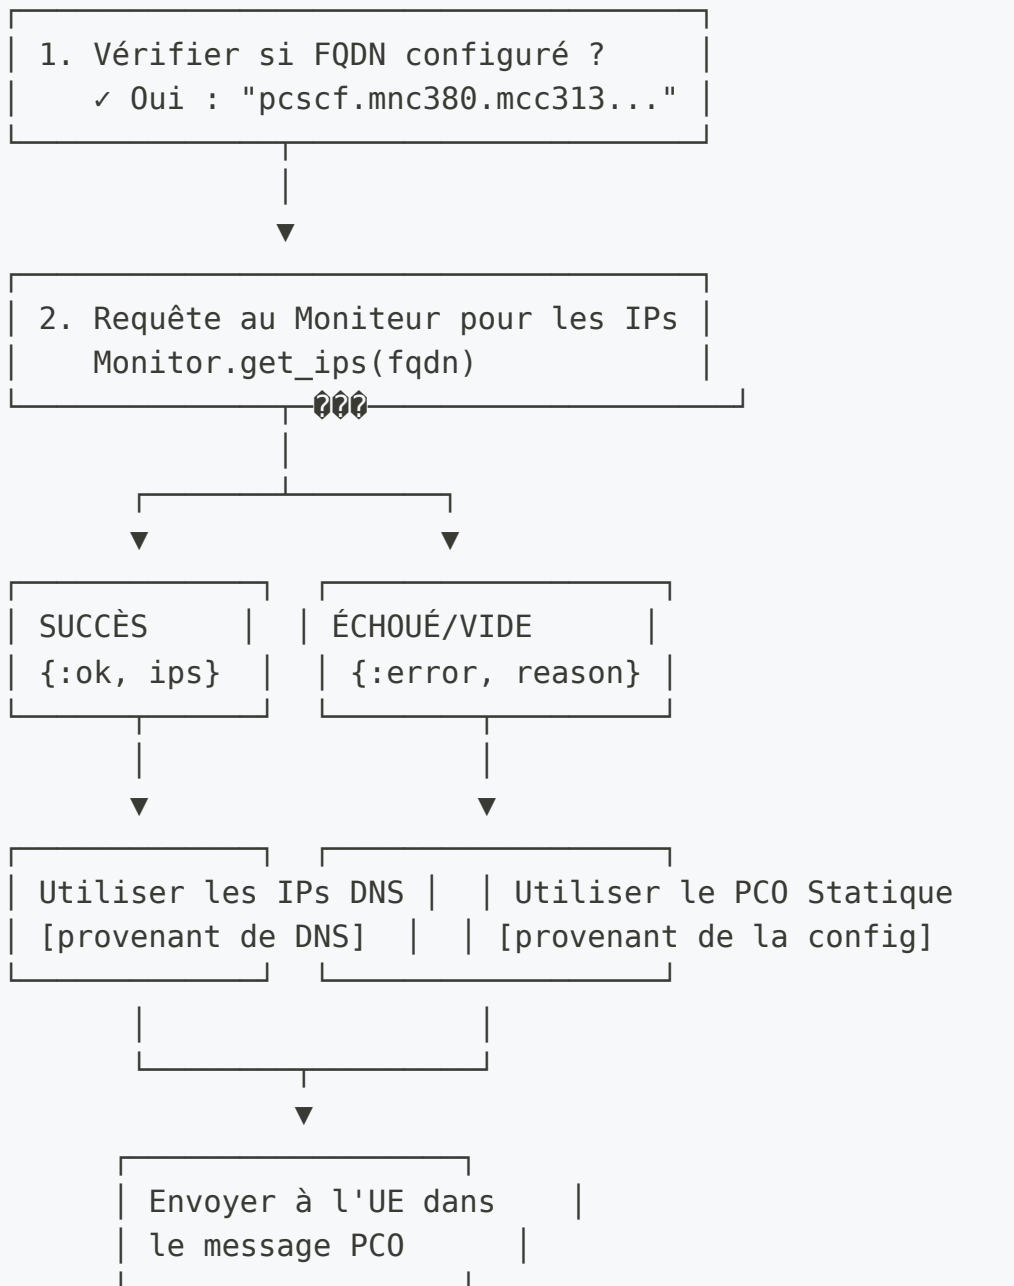 1. Vérifier si FQDN configuré ?
✓ Oui : "pcscf.mnc380.mcc313..."
2. Requête au Moniteur pour les IPs
Monitor.get_ips(fqdn)
���
SUCCÈS
{:ok, ips}
ÉCHOUÉ/VIDE
{:error, reason}
Utiliser les IPs DNS
[provenant de DNS]
Utiliser le PCO Statique
[provenant de la config]
Envoyer à l'UE dans
le message PCO